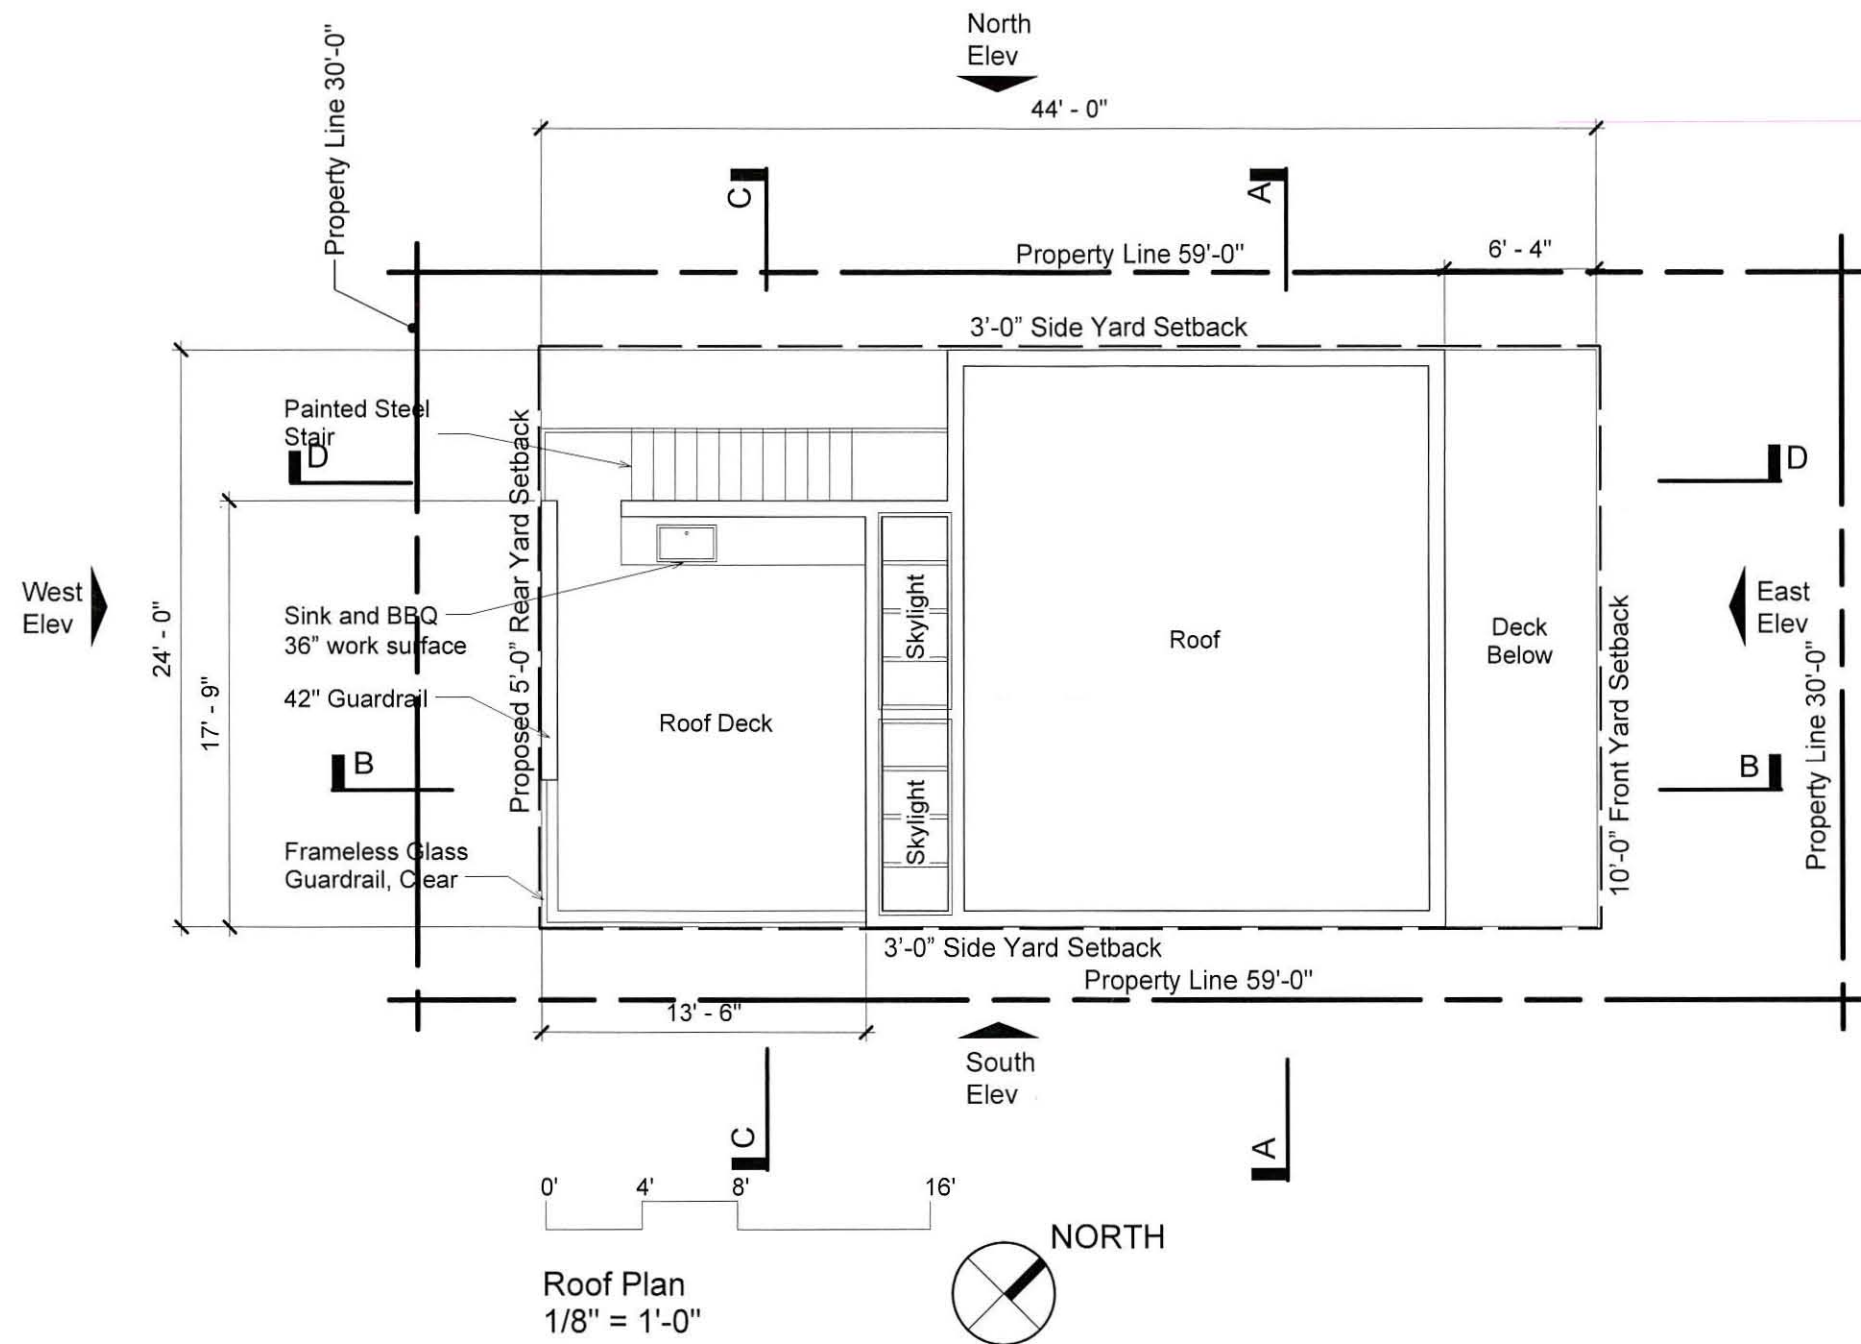 North
Elev
44' - 0"
Property Line 30'-0"
C
A
Property Line 59'-0"
6' - 4"
3'-0” Side Yard Setback
Painted Steel
Stair
D
D
Proposed 5'-0” Rear Yard Setback
West
Elev
24' - 0"
17' - 9"
Sink and BBQ
36” work surface
42" Guardrail
Skylight
Roof
Deck
Below
East
Elev
10’-0” Front Yard Setback
Property Line 30'-0"
Roof Deck
B
B
Skylight
Frameless Glass
Guardrail, Clear
3’-0” Side Yard Setback
Property Line 59'-0"
13' - 6"
South
Elev
C
A
0' 4' 8' 16'
NORTH
Roof Plan
1/8" = 1'-0"